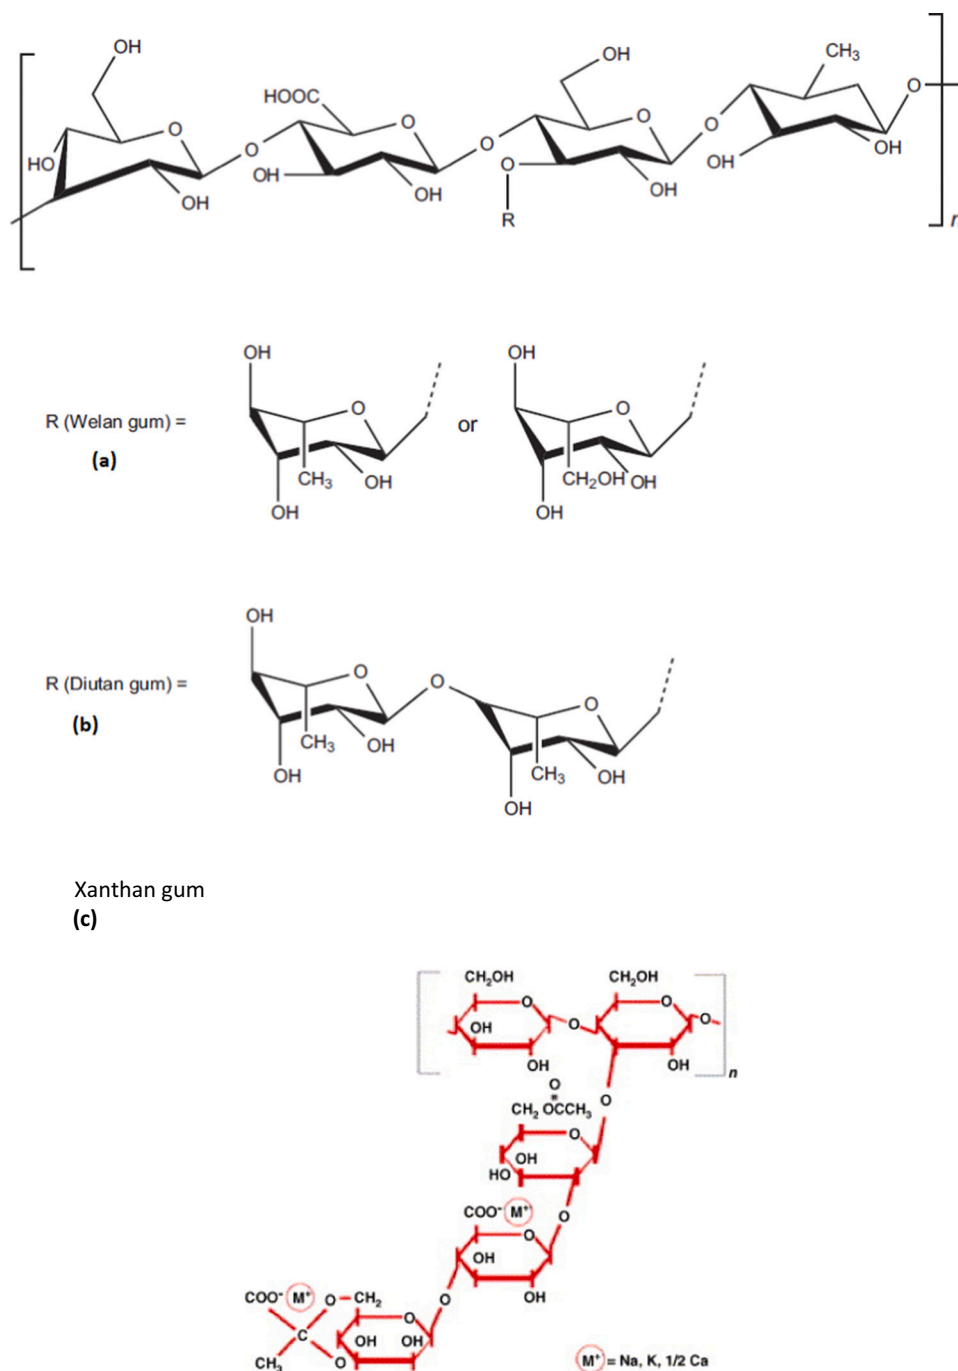 OH
OH
CH₃
HOOC
O
O
O
O
O
O
O
HO
OH
O
HO
OH
OH
OH
OH
OH
R
n
OH
OH
O
O
R (Welan gum) =
or
(a)
CH₃
OH
CH₂OH
OH
OH
OH
OH
O
O
O
R (Diutan gum) =
(b)
CH₃
OH
OH
CH₃
OH
OH
Xanthan gum
(c)
CH₂OH
CH₂OH
O
O
OH
O
O
OH
OH
n
O
O
CH₂ OCCH₃
O
OH
HO
COO⁻ M⁺
O
O
OH
OH
COO⁻ M⁺ O CH₂
O
O
C
OH
OH
CH₃
O
M⁺ = Na, K, 1/2 Ca